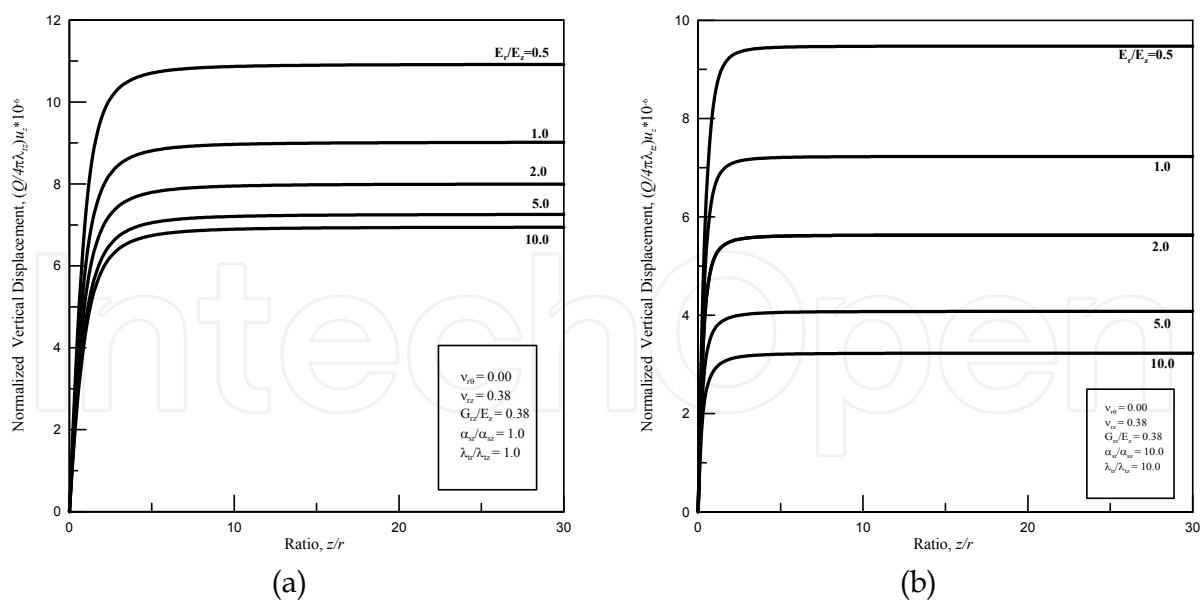 Normalized Vertical Displacement, (Q/4πλ_tz)u_z*10⁻⁶
12
10
8
6
4
2
0
E_r/E_z=0.5
1.0
2.0
5.0
10.0
ν_rθ = 0.00
ν_rz = 0.38
G_rz/E_z = 0.38
α_sr/α_sz = 1.0
λ_tr/λ_tz = 1.0
0 10 20 30
Ratio, z/r
(a)
Normalized Vertical Displacement, (Q/4πλ_tz)u_z*10⁻⁶
10
8
6
4
2
0
E_r/E_z=0.5
1.0
2.0
5.0
10.0
ν_rθ = 0.00
ν_rz = 0.38
G_rz/E_z = 0.38
α_sr/α_sz = 10.0
λ_tr/λ_tz = 10.0
0 10 20 30
Ratio, z/r
(b)
IntechOpen